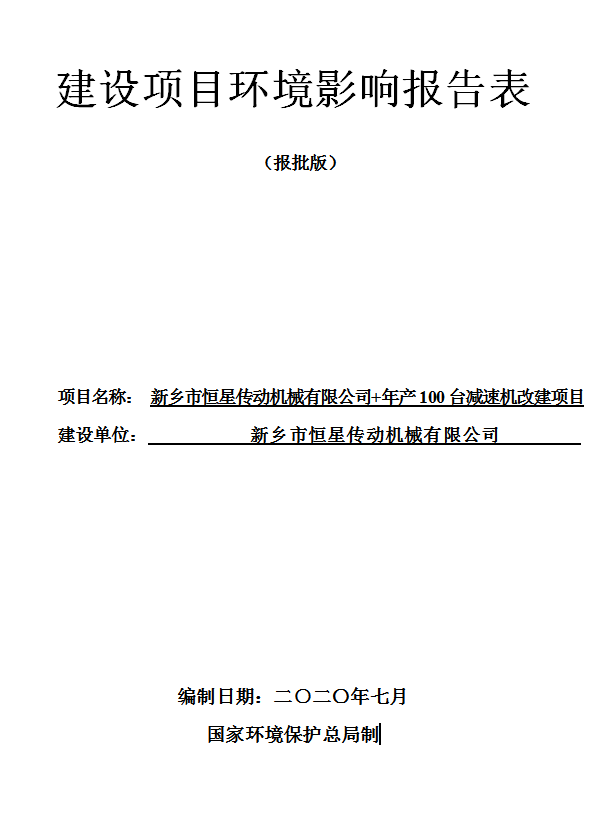 建设项目环境影响报告表
（报批版）
项目名称： 新乡市恒星传动机械有限公司+年产100台减速机改建项目
建设单位： 新乡市恒星传动机械有限公司
编制日期：二〇二〇年七月
国家环境保护总局制